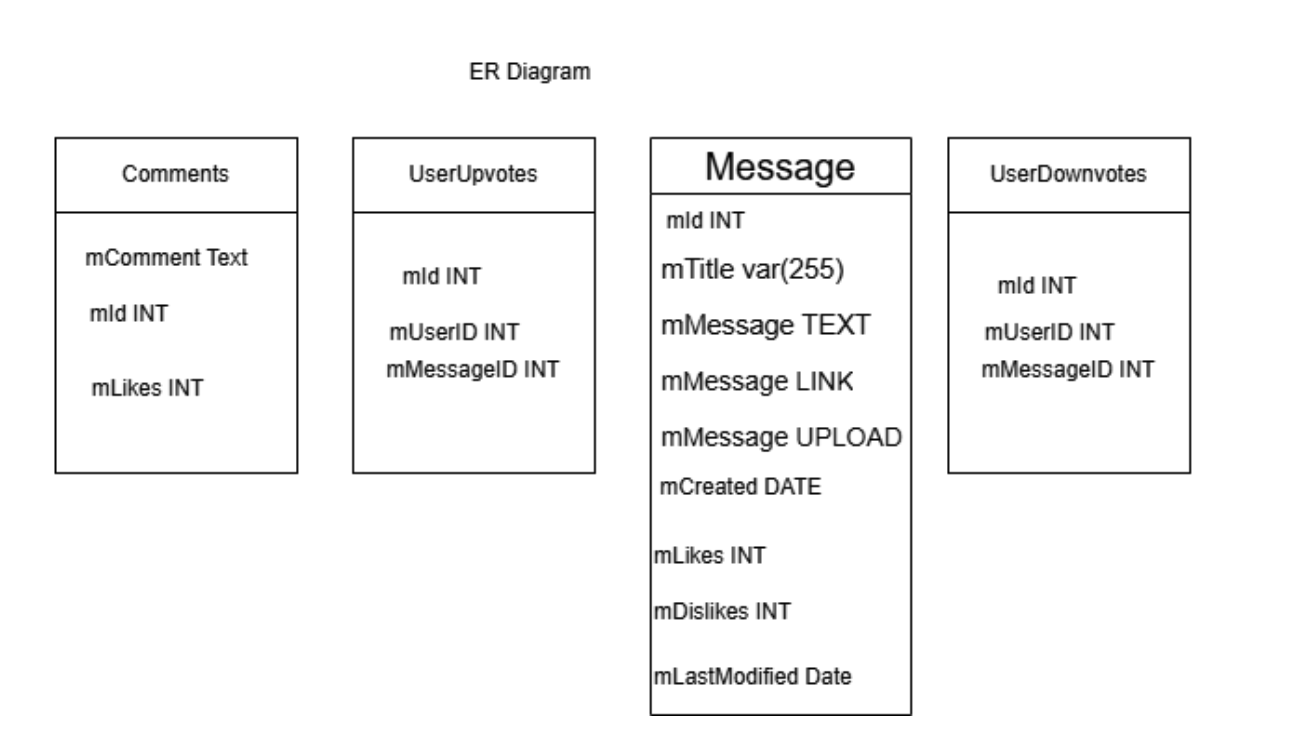 ER Diagram
Comments
mComment Text
mId INT
mLikes INT
UserUpvotes
mId INT
mUserID INT
mMessageID INT
Message
mId INT
mTitle var(255)
mMessage TEXT
mMessage LINK
mMessage UPLOAD
mCreated DATE
mLikes INT
mDislikes INT
mLastModified Date
UserDownvotes
mId INT
mUserID INT
mMessageID INT